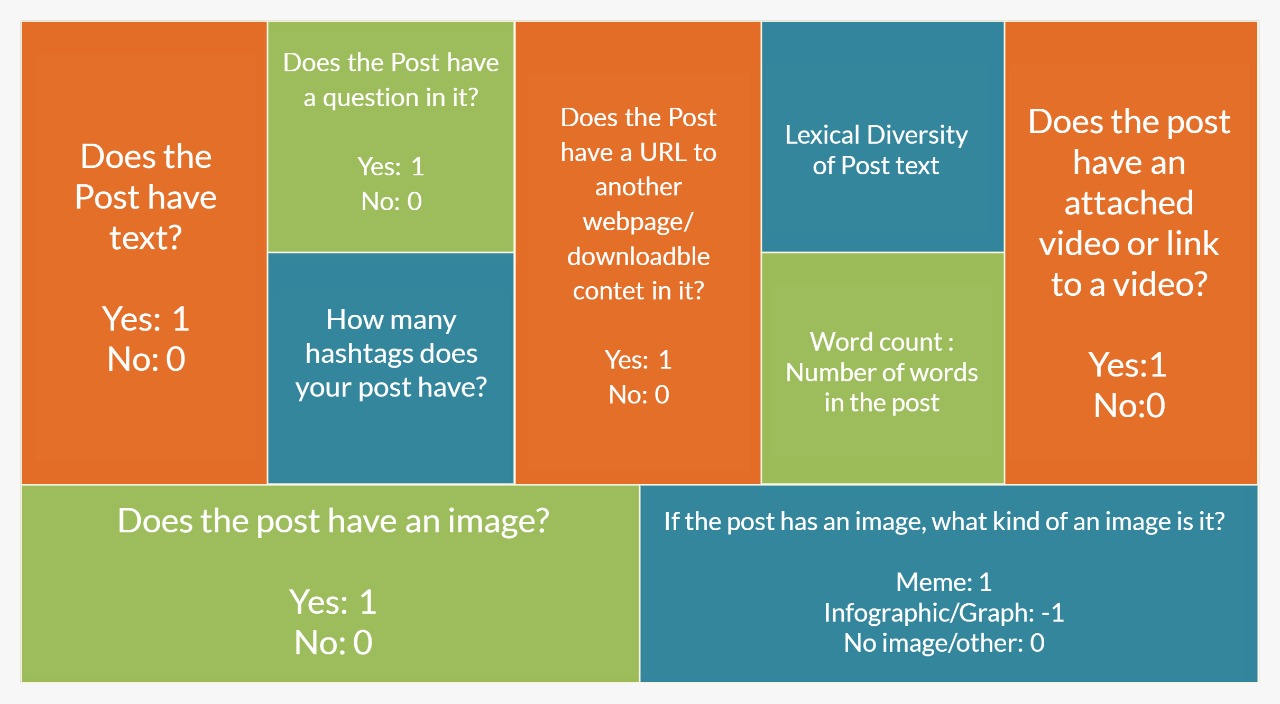 Does the
Post have
text?
Yes: 1
No: 0
Does the Post have
a question in it?
Yes: 1
No: 0
How many
hashtags does
your post have?
Does the Post
have a URL to
another
webpage/
downloadble
contet in it?
Yes: 1
No: 0
Lexical Diversity
of Post text
Word count :
Number of words
in the post
Does the post
have an
attached
video or link
to a video?
Yes:1
No:0
Does the post have an image?
Yes: 1
No: 0
If the post has an image, what kind of an image is it?
Meme: 1
Infographic/Graph: -1
No image/other: 0